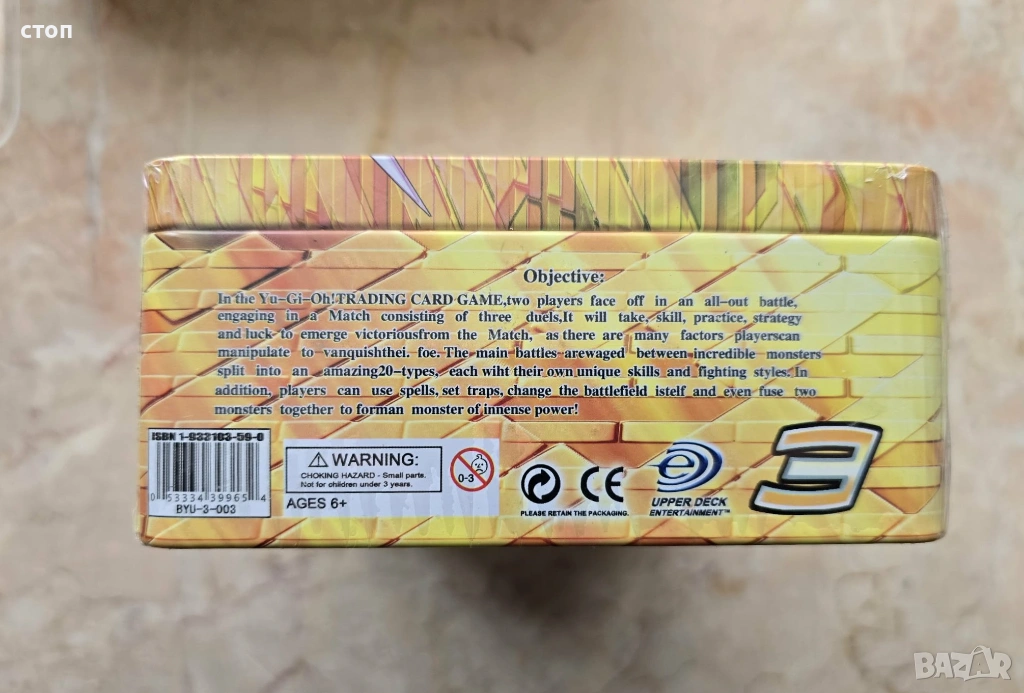 стоп
Objective:
In the Yu-Gi-Oh!TRADING CARD GAME,two players face off in an all-out battle,
engaging in a Match consisting of three duels,It will take, skill, practice, strategy
and luck to emerge victoriousfrom the Match, as there are many factors playerscan
manipulate to vanquishthei. foe. The main battles arewaged between incredible monsters
split into an amazing20-types, each wiht their own unique skills and fighting styles. In
addition, players can use spells, set traps, change the battlefield istelf and even fuse two
monsters together to forman monster of innense power!
ISBN 1-933103-59-0
0 53334 39965 4
BYU-3-003
WARNING:
CHOKING HAZARD - Small parts.
Not for children under 3 years.
AGES 6+
0-3
PLEASE RETAIN THE PACKAGING.
CE
UPPER DECK
ENTERTAINMENT™
3
BAZAR